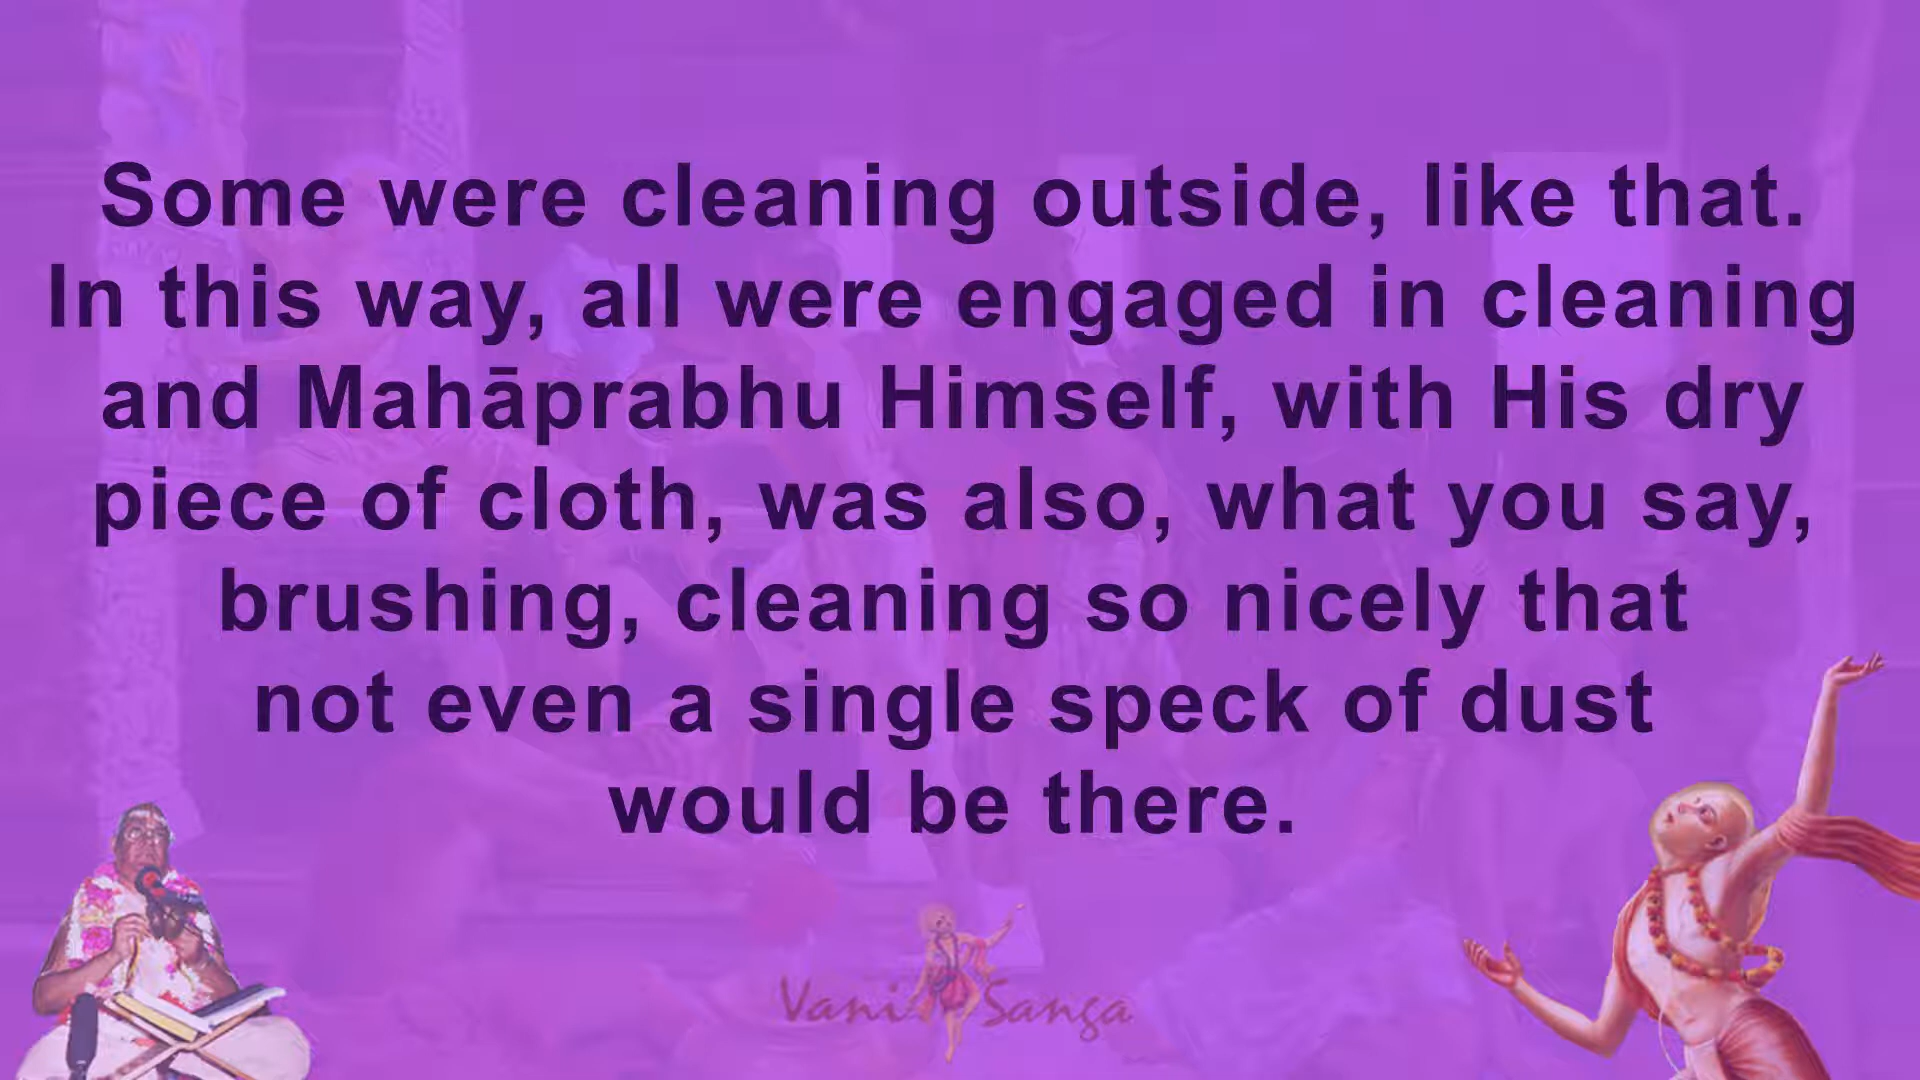 Some were cleaning outside, like that.
In this way, all were engaged in cleaning
and Mahāprabhu Himself, with His dry
piece of cloth, was also, what you say,
brushing, cleaning so nicely that
not even a single speck of dust
would be there.
Vani Sanga